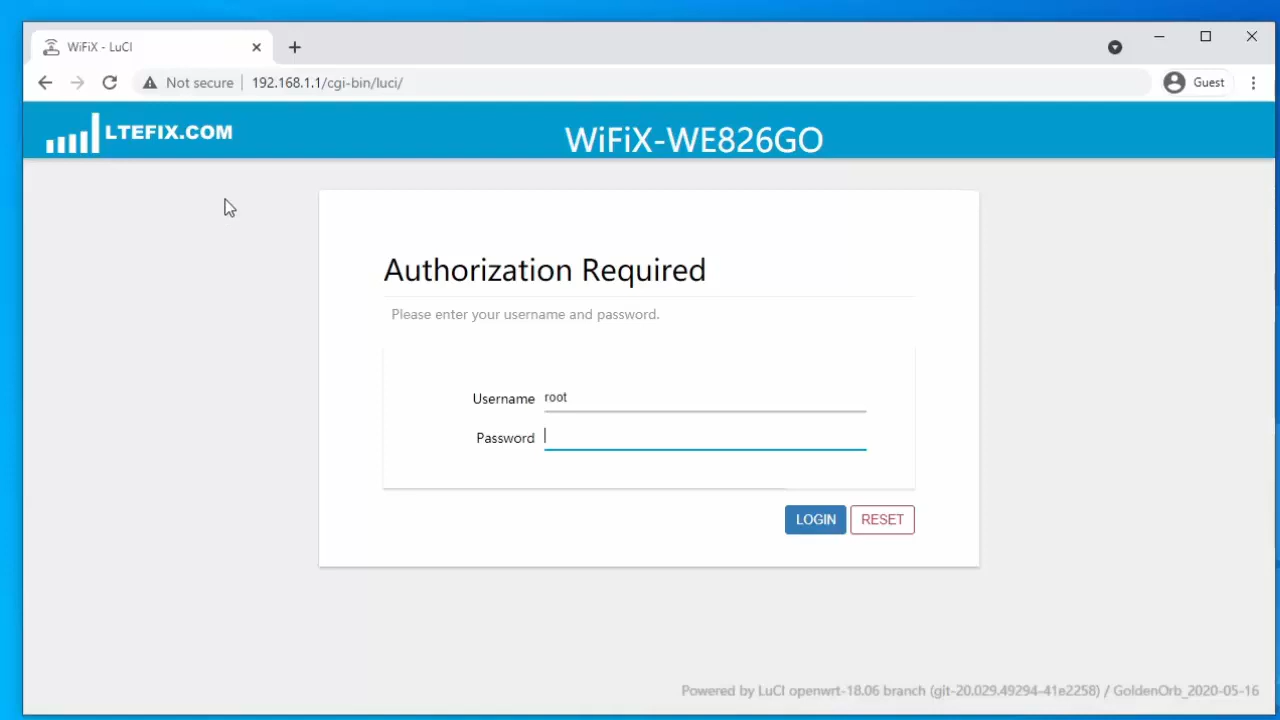 WiFiX - LuCI
Not secure
192.168.1.1/cgi-bin/luci/
Guest
LTEFIX.COM
WiFiX-WE826GO
Authorization Required
Please enter your username and password.
Username root
Password
LOGIN RESET
Powered by LuCI openwrt-18.06 branch (git-20.029.49294-41e2258) / GoldenOrb_2020-05-16